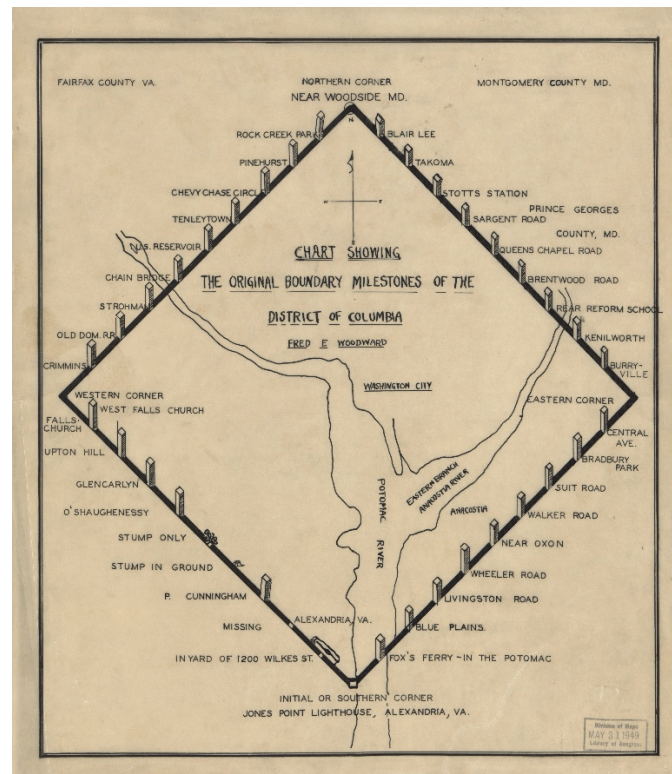 FAIRFAX COUNTY VA.
NORTHERN CORNER
NEAR WOODSIDE MD.
MONTGOMERY COUNTY MD.
N
ROCK CREEK PARK
BLAIR LEE
PINEHURST
TAKOMA
CHEVY CHASE CIRCLE
STOTTS STATION
TENLEYTOWN
SARGENT ROAD
PRINCE GEORGES
COUNTY, MD.
U.S. RESERVOIR
QUEENS CHAPEL ROAD
CHAIN BRIDGE
BRENTWOOD ROAD
STROHMAN
REAR REFORM SCHOOL
OLD DOM. R.R.
KENILWORTH
CRIMMINS
BURRY-
VILLE
CHART SHOWING
THE ORIGINAL BOUNDARY MILESTONES OF THE
DISTRICT OF COLUMBIA
FRED E WOODWARD
WASHINGTON CITY
WESTERN CORNER
EASTERN CORNER
WEST FALLS CHURCH
FALLS-
CHURCH
CENTRAL
AVE.
UPTON HILL
BRADBURY
PARK
GLENCARLYN
SUIT ROAD
O'SHAUGHENESSY
WALKER ROAD
STUMP ONLY
NEAR OXON
STUMP IN GROUND
WHEELER ROAD
P. CUNNINGHAM
LIVINGSTON ROAD
MISSING
ALEXANDRIA, VA.
BLUE PLAINS.
IN YARD OF 1200 WILKES ST.
FOX'S FERRY - IN THE POTOMAC
EASTERN BRANCH
ANACOSTIA RIVER
ANACOSTIA
POTOMAC
RIVER
INITIAL OR SOUTHERN CORNER
JONES POINT LIGHTHOUSE, ALEXANDRIA, VA.
Division of Maps
MAY 31 1949
Library of Congress